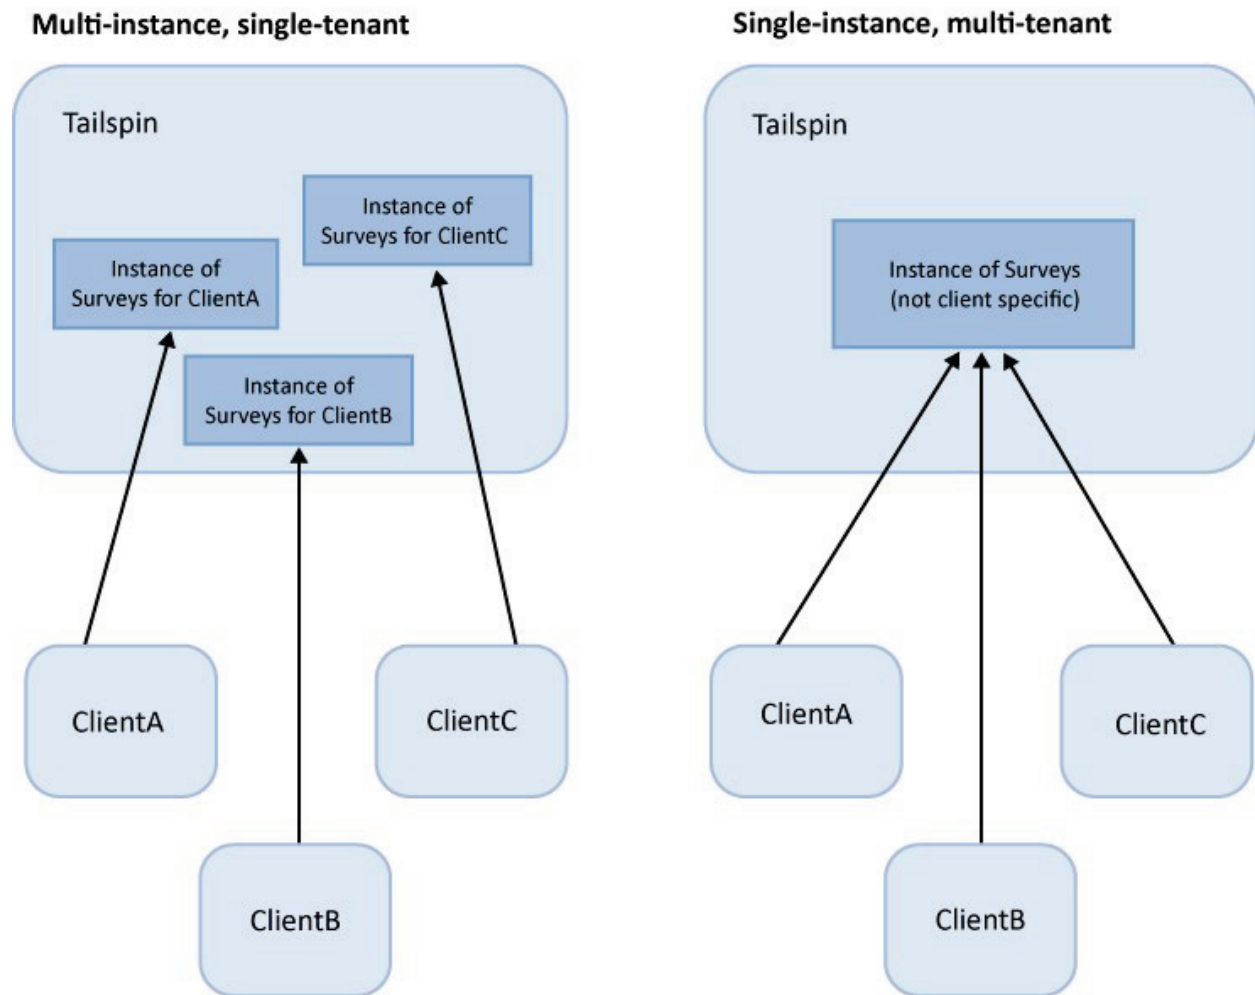 Multi-instance, single-tenant
Tailspin
Instance of
Surveys for ClientC
Instance of
Surveys for ClientA
Instance of
Surveys for ClientB
ClientA
ClientC
ClientB
Single-instance, multi-tenant
Tailspin
Instance of Surveys
(not client specific)
ClientA
ClientC
ClientB